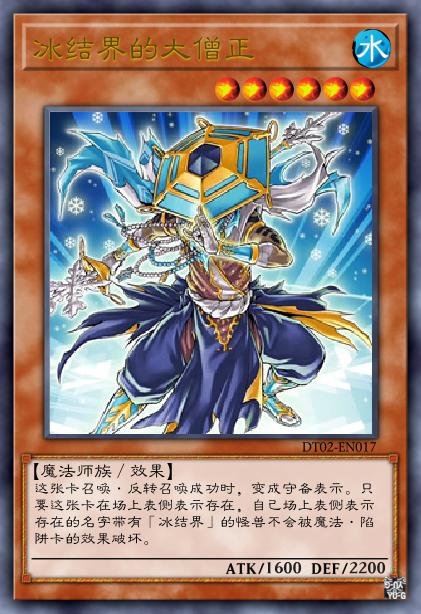 冰结界的大僧正
水
DT02-EN017
【魔法师族／效果】
这张卡召唤·反转召唤成功时，变成守备表示。只
要这张卡在场上表侧表示存在，自己场上表侧表示
存在的名字带有「冰结界」的怪兽不会被魔法·陷
阱卡的效果破坏。
ATK/1600 DEF/2200